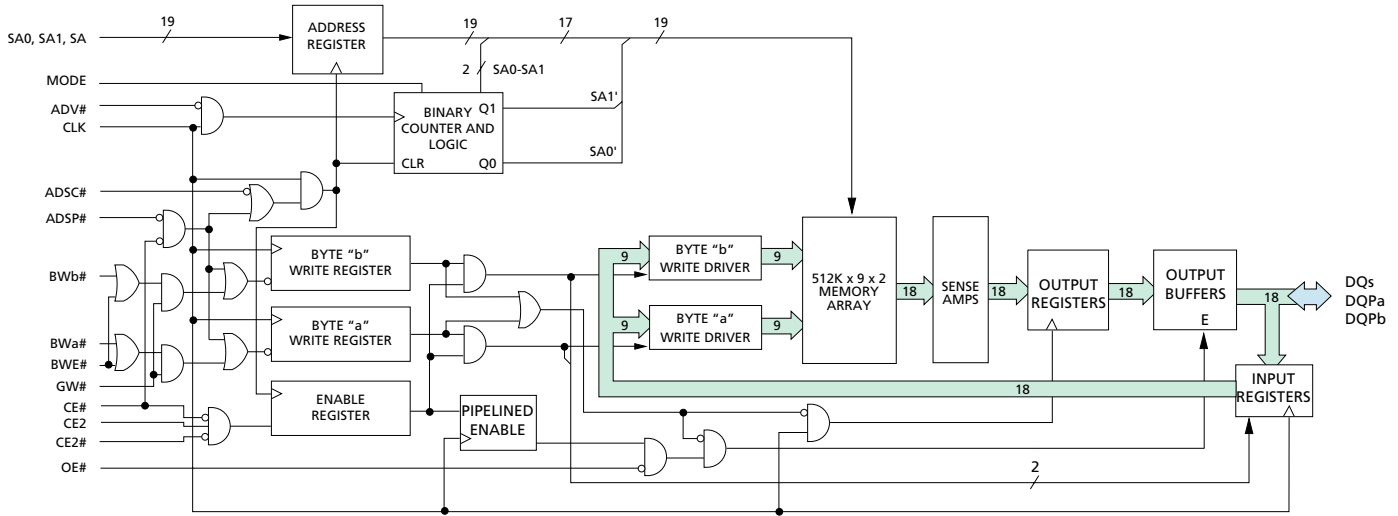 19
19
17
19
SA0, SA1, SA
ADDRESS
REGISTER
2
SA0-SA1
MODE
ADV#
CLK
BINARY
COUNTER AND
LOGIC
Q1
SA1'
CLR
Q0
SA0'
ADSC#
ADSP#
BYTE “b”
WRITE REGISTER
9
BYTE “b”
WRITE DRIVER
9
512K x 9 x 2
MEMORY
ARRAY
18
SENSE
AMPS
18
OUTPUT
REGISTERS
18
OUTPUT
BUFFERS
E
18
DQs
DQPa
DQPb
BWb#
BYTE “a”
WRITE REGISTER
9
BYTE “a”
WRITE DRIVER
9
BWa#
BWE#
GW#
CE#
CE2
CE2#
ENABLE
REGISTER
PIPELINED
ENABLE
18
INPUT
REGISTERS
OE#
2